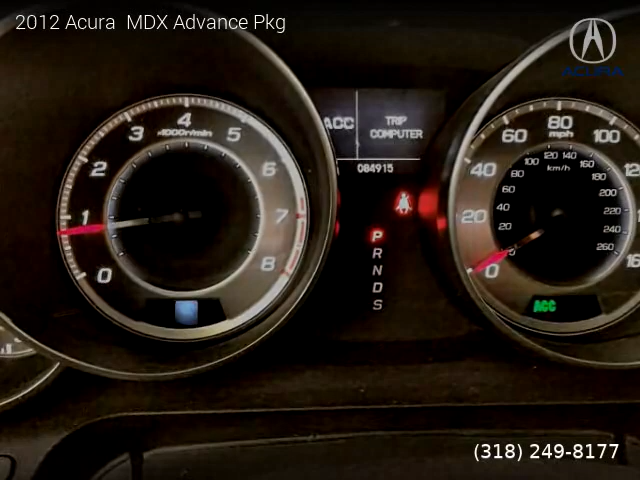 2012 Acura MDX Advance Pkg
ACURA
ACC
TRIP
COMPUTER
084915
0
1
2
3
4
5
6
7
8
x1000r/min
P
R
N
D
S
0
20
40
60
80
100
mph
km/h
20
40
60
80
100
120
140
160
180
200
220
240
260
ACC
(318) 249-8177